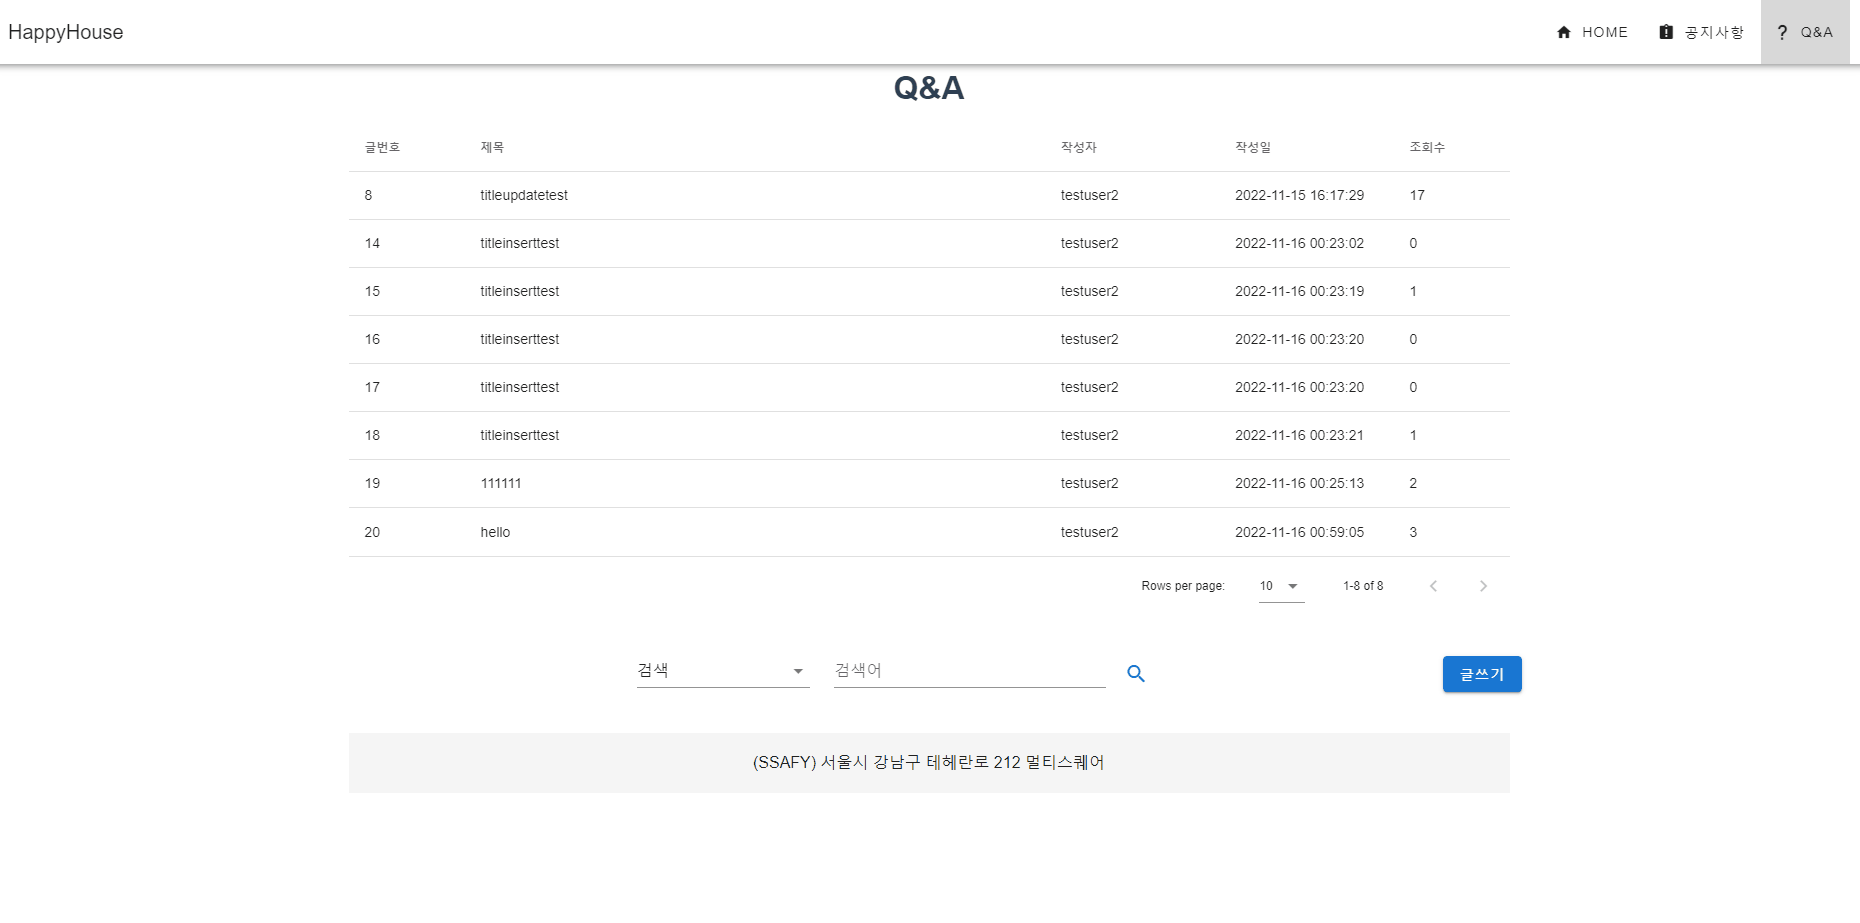 HappyHouse HOME 공지사항 Q&A
Q&A
글번호 제목 작성자 작성일 조회수
8 titleupdatetest testuser2 2022-11-15 16:17:29 17
14 titleinserttest testuser2 2022-11-16 00:23:02 0
15 titleinserttest testuser2 2022-11-16 00:23:19 1
16 titleinserttest testuser2 2022-11-16 00:23:20 0
17 titleinserttest testuser2 2022-11-16 00:23:20 0
18 titleinserttest testuser2 2022-11-16 00:23:21 1
19 111111 testuser2 2022-11-16 00:25:13 2
20 hello testuser2 2022-11-16 00:59:05 3
Rows per page: 10 1-8 of 8
검색 검색어 글쓰기
(SSAFY) 서울시 강남구 테헤란로 212 멀티스퀘어